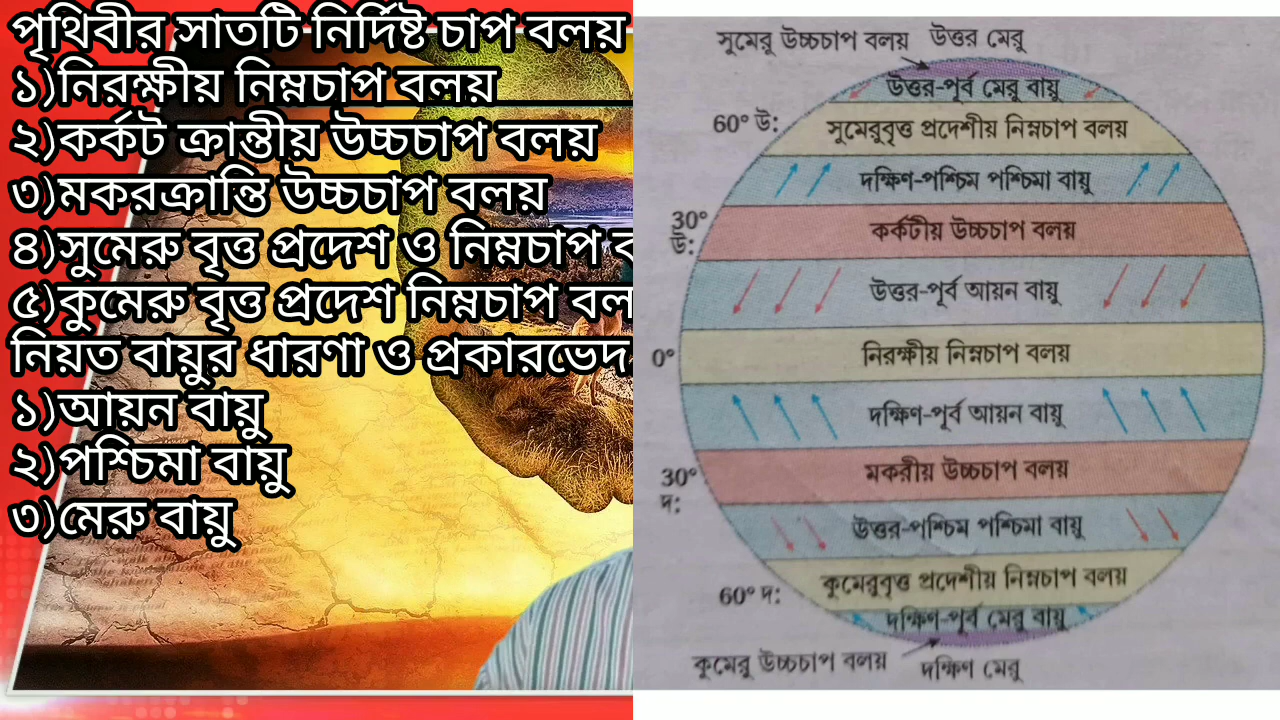 পৃথিবীর সাতটি নির্দিষ্ট চাপ বলয়
১)নিরক্ষীয় নিম্নচাপ বলয়
২)কর্কট ক্রান্তীয় উচ্চচাপ বলয়
৩)মকরক্রান্তি উচ্চচাপ বলয়
৪)সুমেরু বৃত্ত প্রদেশ ও নিম্নচাপ
৫)কুমেরু বৃত্ত প্রদেশ নিম্নচাপ
নিয়ত বায়ুর ধারণা ও প্রকারভেদ
১)আয়ন বায়ু
২)পশ্চিমা বায়ু
৩)মেরু বায়ু
সুমেরু উচ্চচাপ বলয় উত্তর মেরু
উত্তর-পূর্ব মেরু বায়ু
60° উ:
সুমেরুবৃত্ত প্রদেশীয় নিম্নচাপ বলয়
দক্ষিণ-পশ্চিম পশ্চিমা বায়ু
30° উ:
কর্কটীয় উচ্চচাপ বলয়
উত্তর-পূর্ব আয়ন বায়ু
0°
নিরক্ষীয় নিম্নচাপ বলয়
দক্ষিণ-পূর্ব আয়ন বায়ু
30° দ:
মকরীয় উচ্চচাপ বলয়
উত্তর-পশ্চিম পশ্চিমা বায়ু
60° দ:
কুমেরুবৃত্ত প্রদেশীয় নিম্নচাপ বলয়
দক্ষিণ-পূর্ব মেরু বায়ু
কুমেরু উচ্চচাপ বলয় দক্ষিণ মেরু